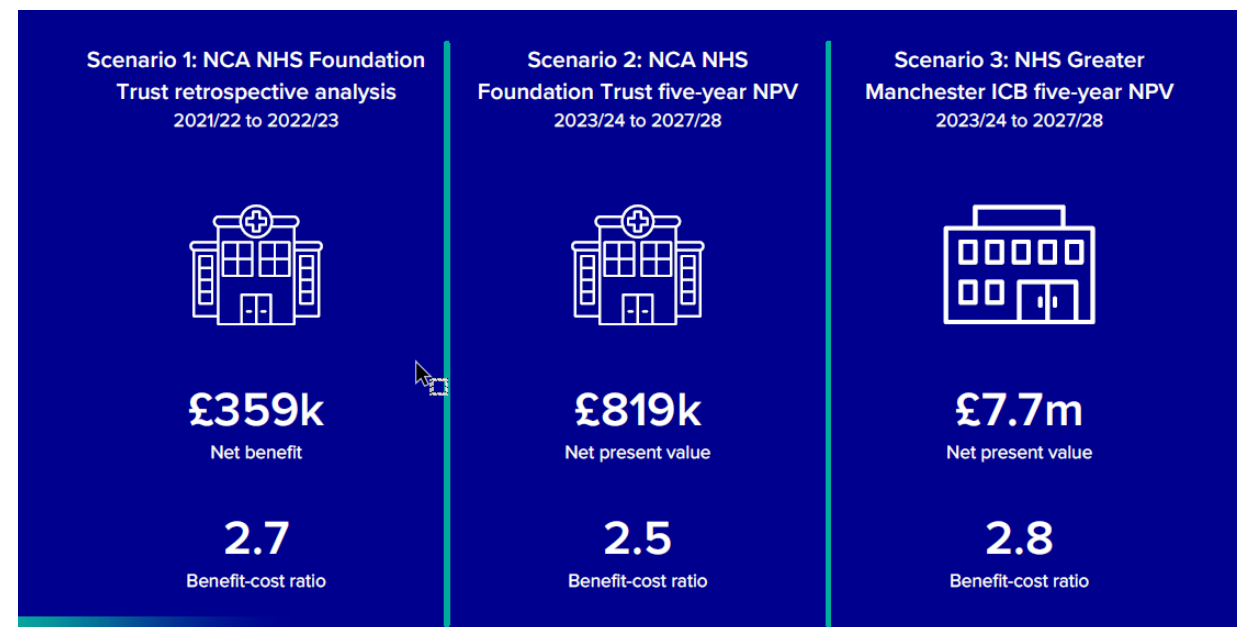 Scenario 1: NCA NHS Foundation
Trust retrospective analysis
2021/22 to 2022/23
£359k
Net benefit
2.7
Benefit-cost ratio
Scenario 2: NCA NHS
Foundation Trust five-year NPV
2023/24 to 2027/28
£819k
Net present value
2.5
Benefit-cost ratio
Scenario 3: NHS Greater
Manchester ICB five-year NPV
2023/24 to 2027/28
£7.7m
Net present value
2.8
Benefit-cost ratio